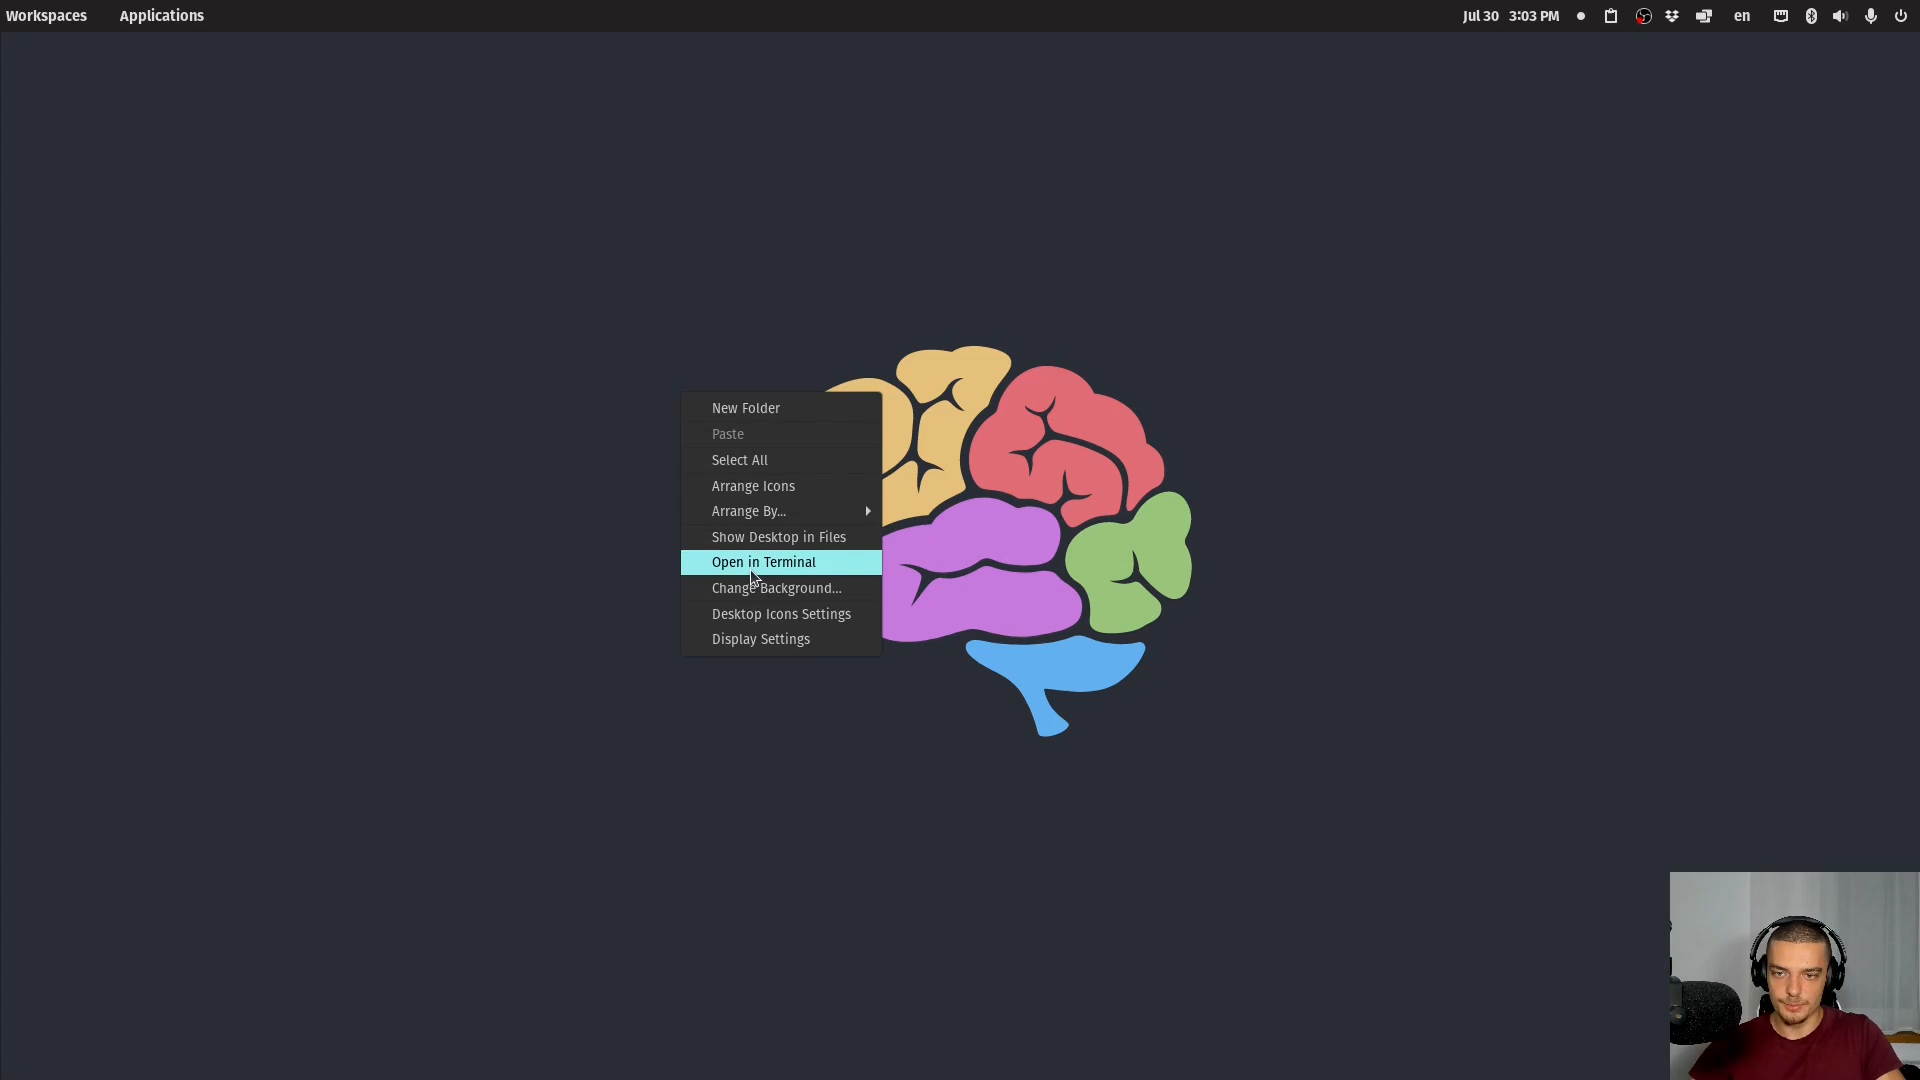 Workspaces Applications Jul 30 3:03 PM en
New Folder
Paste
Select All
Arrange Icons
Arrange By...
Show Desktop in Files
Open in Terminal
Change Background...
Desktop Icons Settings
Display Settings